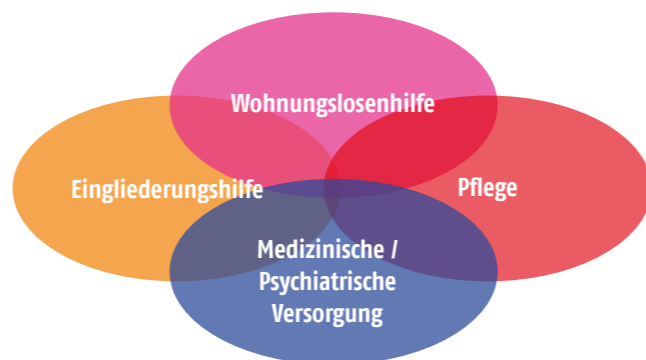 Wohnungslosenhilfe
Eingliederungshilfe
Pflege
Medizinische /
Psychiatrische
Versorgung